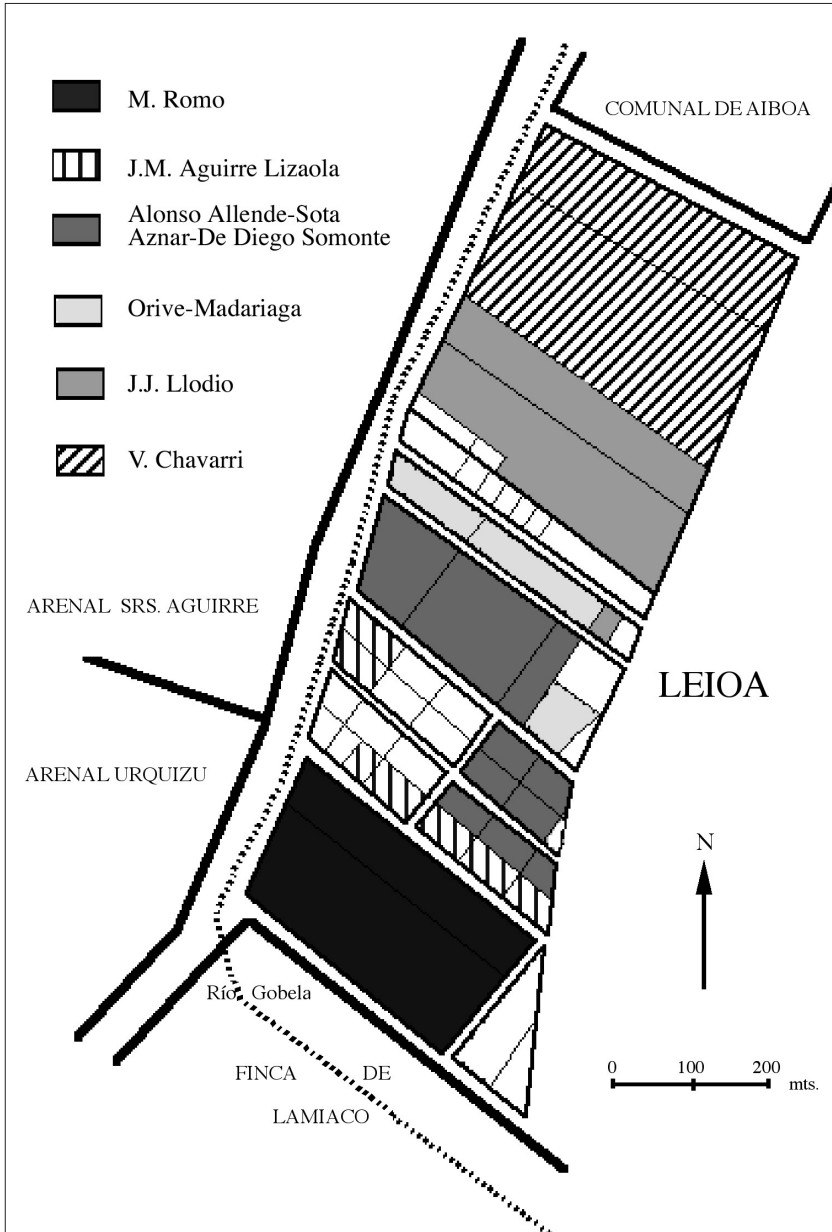 M. Romo
J.M. Aguirre Lizaola
Alonso Allende-Sota
Aznar-De Diego Somonte
Orive-Madariaga
J.J. Llodio
V. Chavarri
COMUNAL DE AIBOA
ARENAL SRS. AGUIRRE
LEIOA
ARENAL URQUIZU
N
Río Gobela
FINCA DE
LAMIACO
0 100 200
mts.